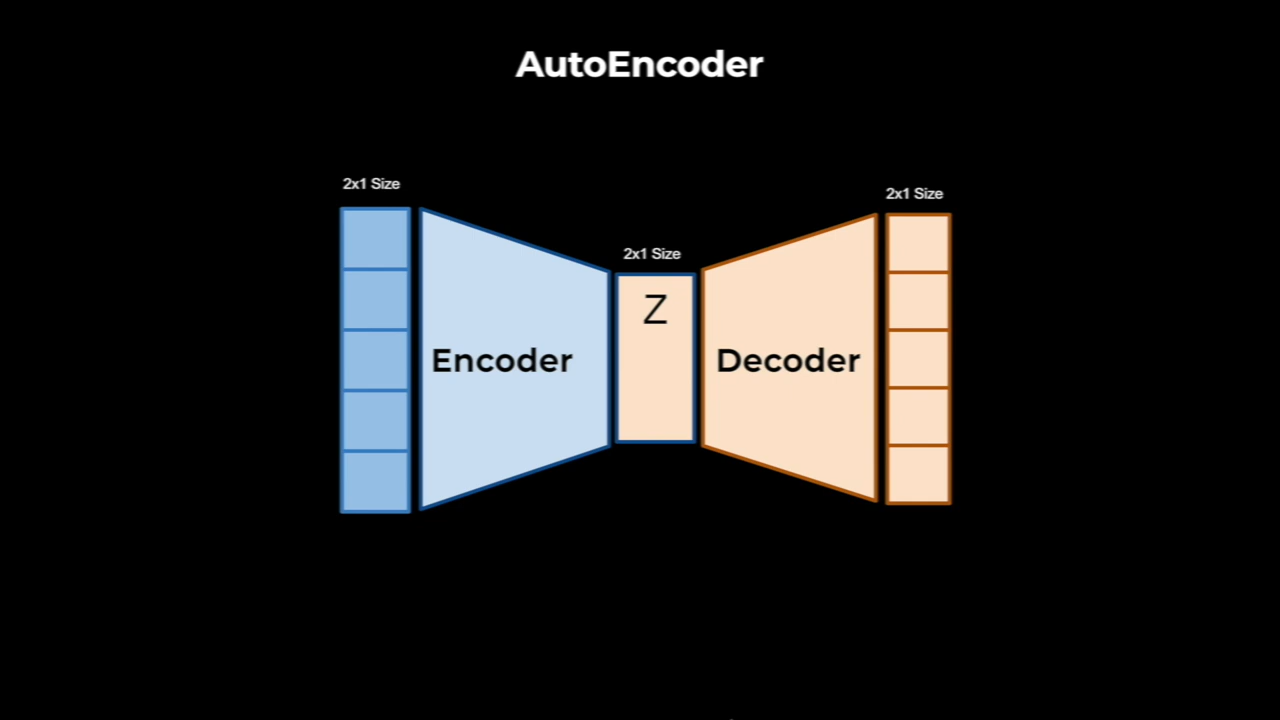 AutoEncoder
2x1 Size
2x1 Size
2x1 Size
Z
Encoder
Decoder